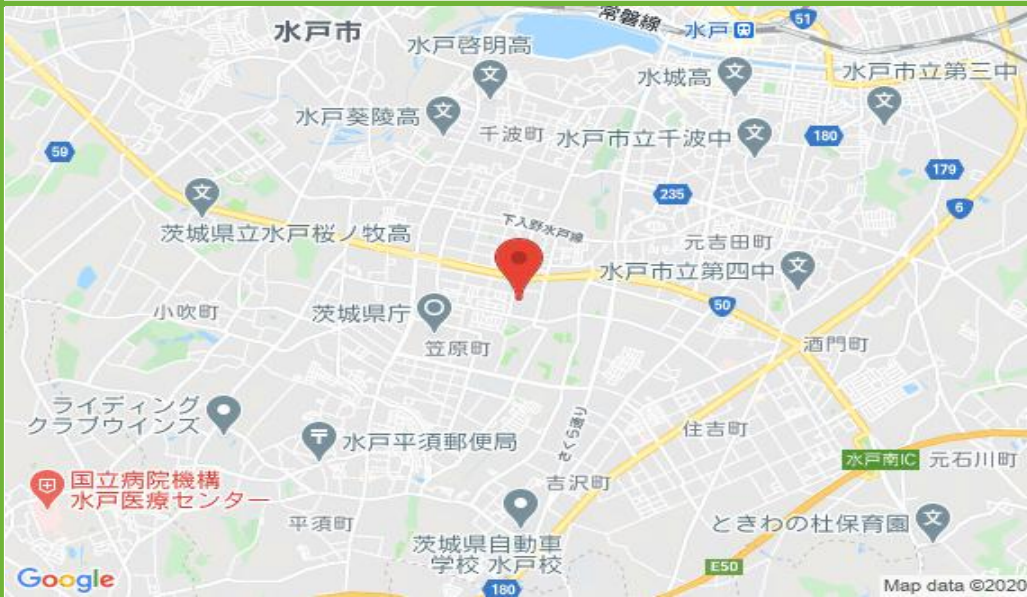 常磐線
水戸
51
水戸市
水戸啓明高
水城高
水戸市立第三中
水戸葵陵高
千波町
水戸市立千波中
180
59
179
235
6
下入野水戸線
茨城県立水戸桜ノ牧高
元吉田町
水戸市立第四中
小吹町
茨城県庁
50
笠原町
酒門町
ライディング
クラブウインズ
さくら通り
住吉町
水戸平須郵便局
水戸南IC
元石川町
国立病院機構
水戸医療センター
吉沢町
平須町
ときわの杜保育園
茨城県自動車
学校 水戸校
E50
180
Google
Map data ©2020